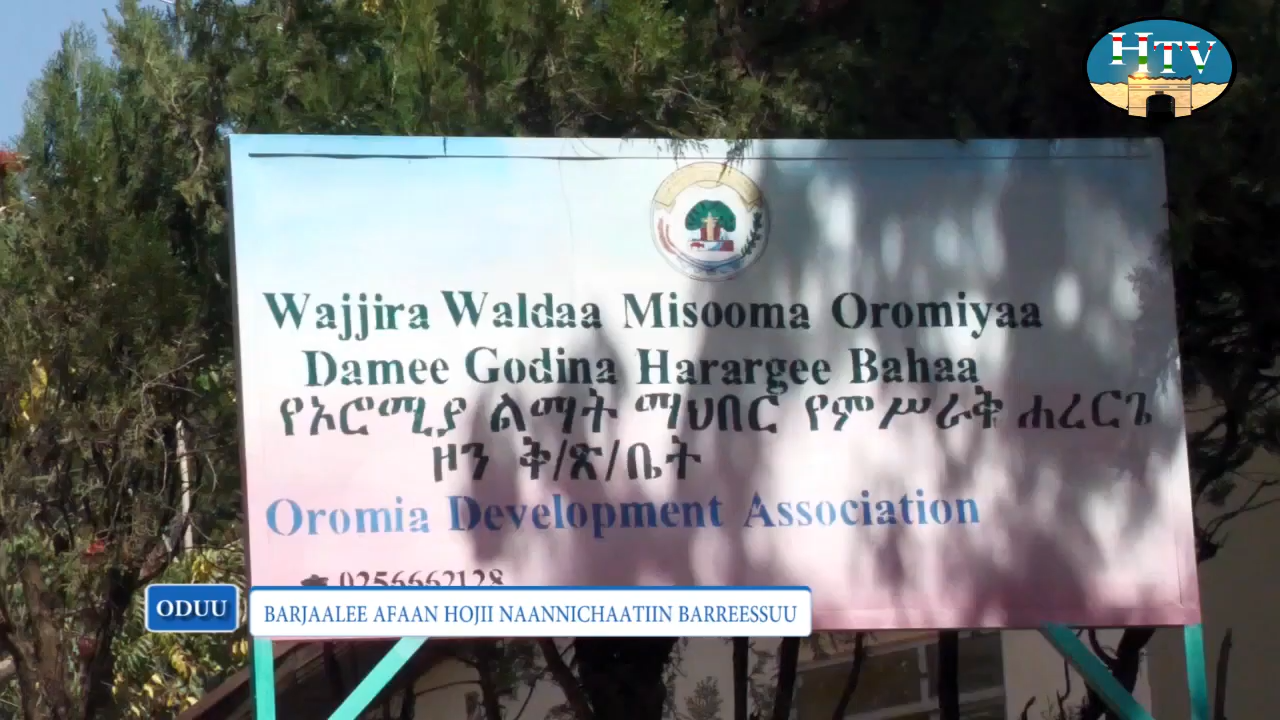 HTV
Wajjira Waldaa Misooma Oromiyaa
Damee Godina Harargee Bahaa
የኦሮሚያ ልማት ማህበር የምሥራቅ ሐረርጌ
ዞን ቅ/ጽ/ቤት
Oromia Development Association
☎ 0256662128
ODUU
BARJAALEE AFAAN HOJII NAANNICHAATIIN BARREESSUU